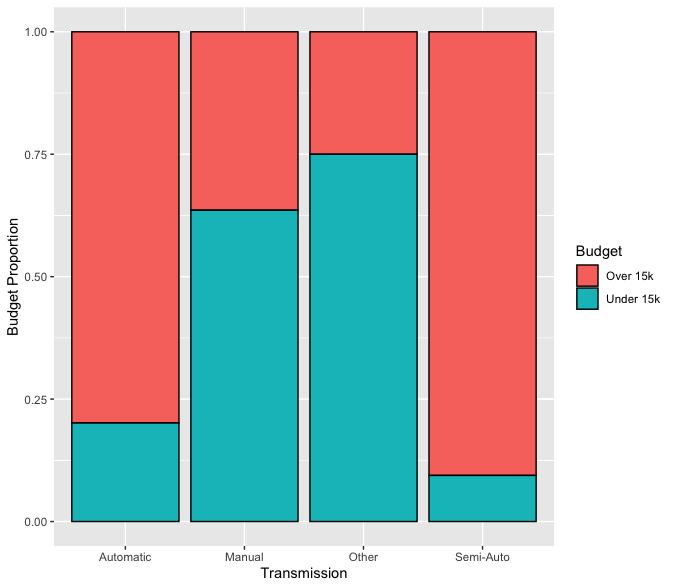 1.00
0.75
0.50
0.25
0.00
Budget Proportion
Automatic Manual Other Semi-Auto
Transmission
Budget
Over 15k
Under 15k